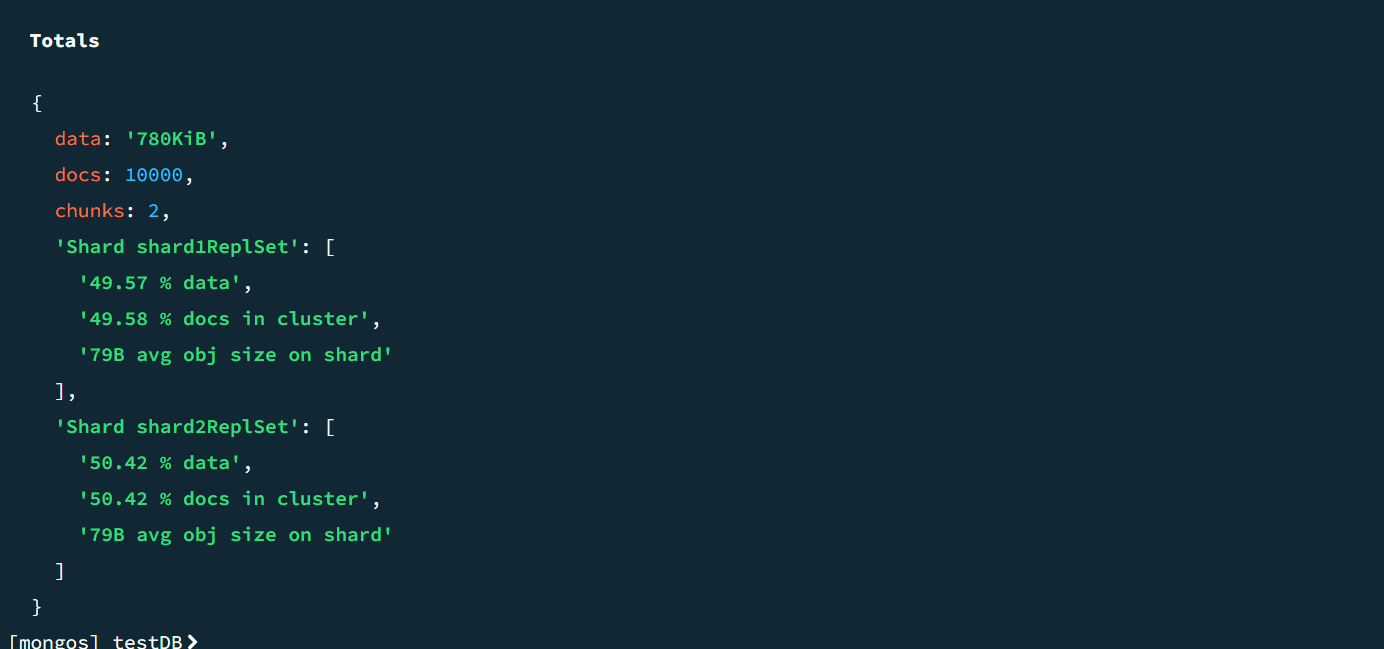 Totals
{
  data: '780KiB',
  docs: 10000,
  chunks: 2,
  'Shard shard1ReplSet': [
    '49.57 % data',
    '49.58 % docs in cluster',
    '79B avg obj size on shard'
  ],
  'Shard shard2ReplSet': [
    '50.42 % data',
    '50.42 % docs in cluster',
    '79B avg obj size on shard'
  ]
}
[mongos] testDB❯